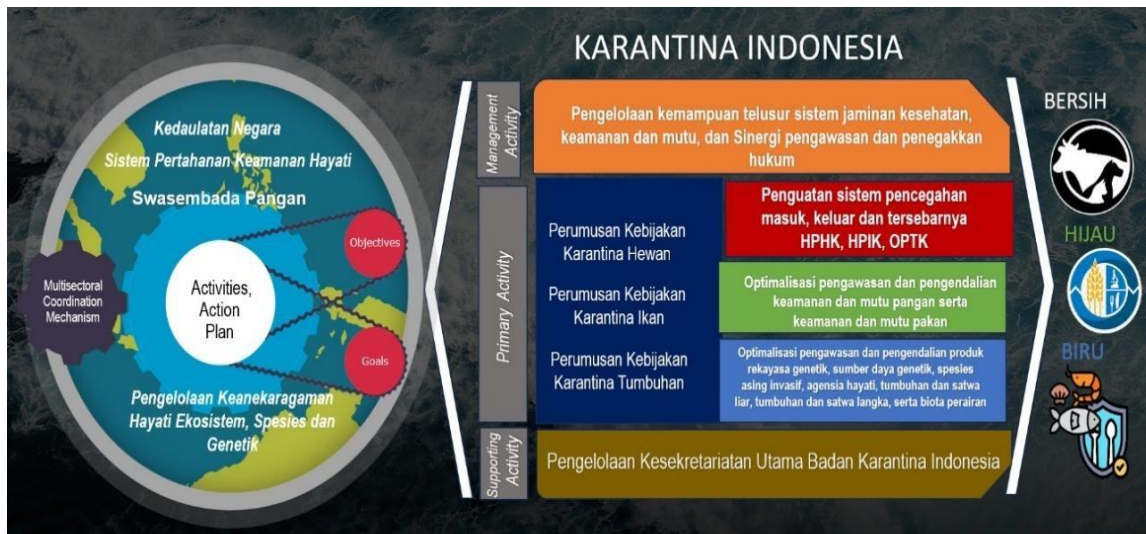 KARANTINA INDONESIA
Kedaulatan Negara
Sistem Pertahanan Keamanan Hayati
Swasembada Pangan
Multisectoral
Coordination
Mechanism
Activities,
Action
Plan
Objectives
Goals
Pengelolaan Keanekaragaman
Hayati Ekosistem, Spesies dan
Genetik
Management
Activity
Pengelolaan kemampuan telusur sistem jaminan kesehatan,
keamanan dan mutu, dan Sinergi pengawasan dan penegakkan
hukum
Primary Activity
Perumusan Kebijakan
Karantina Hewan
Perumusan Kebijakan
Karantina Ikan
Perumusan Kebijakan
Karantina Tumbuhan
Penguatan sistem pencegahan
masuk, keluar dan tersebarnya
HPHK, HPIK, OPTK
Optimalisasi pengawasan dan pengendalian
keamanan dan mutu pangan serta
keamanan dan mutu pakan
Optimalisasi pengawasan dan pengendalian produk
rekayasa genetik, sumber daya genetik, spesies
asing invasif, agensia hayati, tumbuhan dan satwa
liar, tumbuhan dan satwa langka, serta biota perairan
Supporting
Activity
Pengelolaan Kesekretariatan Utama Badan Karantina Indonesia
BERSIH
HIJAU
BIRU